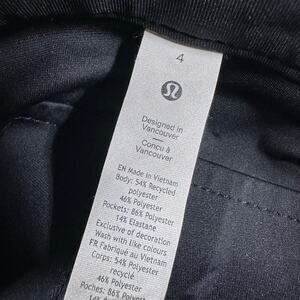 4
Designed in
Vancouver
Conçu à
Vancouver
EN Made in Vietnam
Body: 54% Recycled
polyester
46% Polyester
Pockets: 86% Polyester
14% Elastane
Exclusive of decoration
Wash with like colours
FR Fabriqué au Vietnam
Corps: 54% Polyester
recyclé
46% Polyester
Poches: 86% Polyester